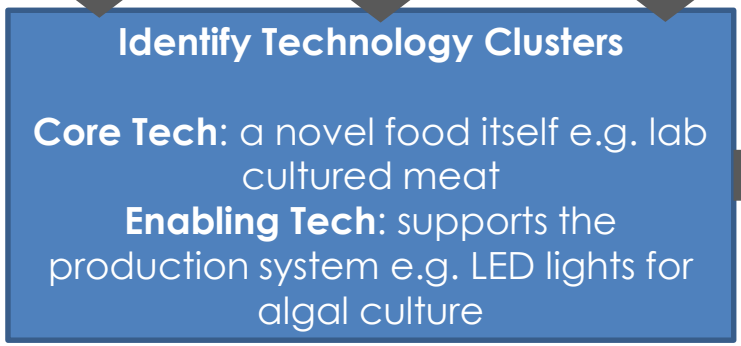 Identify Technology Clusters
Core Tech: a novel food itself e.g. lab
cultured meat
Enabling Tech: supports the
production system e.g. LED lights for
algal culture